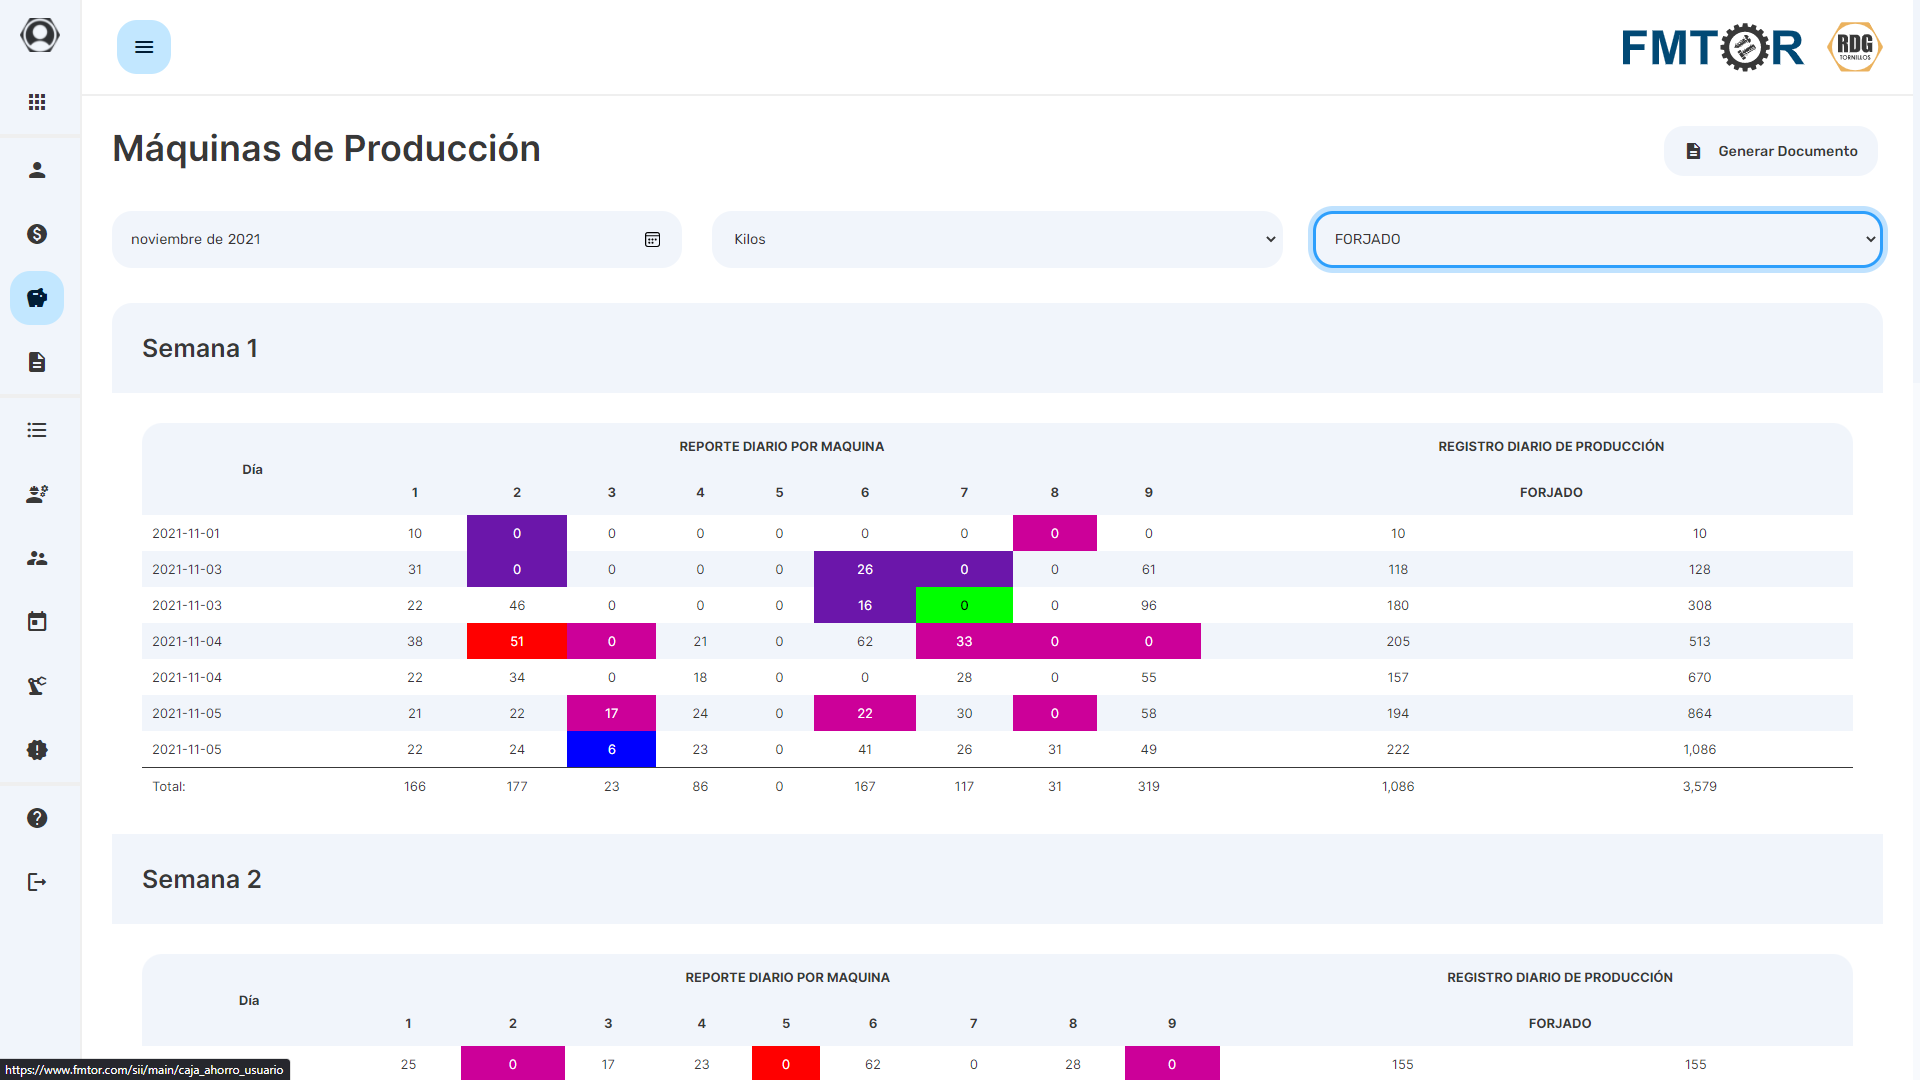 FMTOR
RDG
TORNILLOS
Máquinas de Producción
Generar Documento
noviembre de 2021
Kilos
FORJADO
Semana 1
Día REPORTE DIARIO POR MAQUINA REGISTRO DIARIO DE PRODUCCIÓN
1 2 3 4 5 6 7 8 9 FORJADO
2021-11-01 10 0 0 0 0 0 0 0 0 10 10
2021-11-03 31 0 0 0 0 26 0 0 61 118 128
2021-11-03 22 46 0 0 0 16 0 0 96 180 308
2021-11-04 38 51 0 21 0 62 33 0 0 205 513
2021-11-04 22 34 0 18 0 0 28 0 55 157 670
2021-11-05 21 22 17 24 0 22 30 0 58 194 864
2021-11-05 22 24 6 23 0 41 26 31 49 222 1,086
Total: 166 177 23 86 0 167 117 31 319 1,086 3,579
Semana 2
Día REPORTE DIARIO POR MAQUINA REGISTRO DIARIO DE PRODUCCIÓN
1 2 3 4 5 6 7 8 9 FORJADO
25 0 17 23 0 62 0 28 0 155 155
https://www.fmtor.com/sii/main/caja_ahorro_usuario